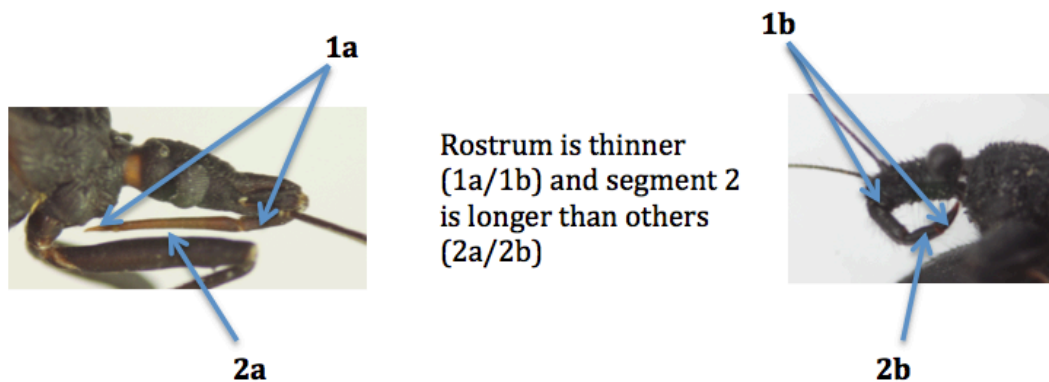 1a
1b
Rostrum is thinner
(1a/1b) and segment 2
is longer than others
(2a/2b)
2a
2b